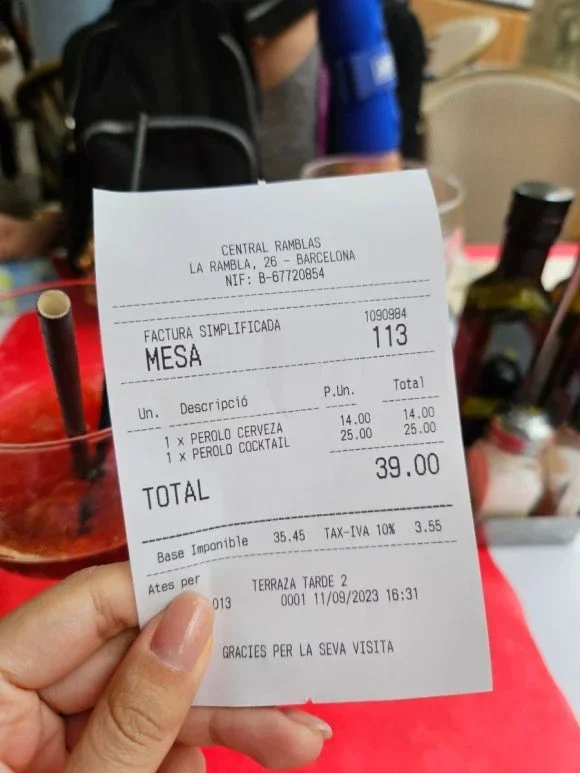 CENTRAL RAMBLAS
LA RAMBLA, 26 - BARCELONA
NIF: B-67720854
FACTURA SIMPLIFICADA 1090984
MESA 113
Un. Descripció P.Un. Total
1 x PEROLO CERVEZA 14.00 14.00
1 x PEROLO COCKTAIL 25.00 25.00
TOTAL 39.00
Base Imponible 35.45 TAX-IVA 10% 3.55
Ates per TERRAZA TARDE 2
013 0001 11/09/2023 16:31
GRACIES PER LA SEVA VISITA